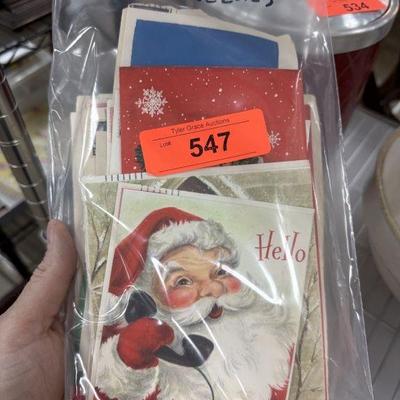 534
Tyler Grace Auctions
Lot#
547
Hello